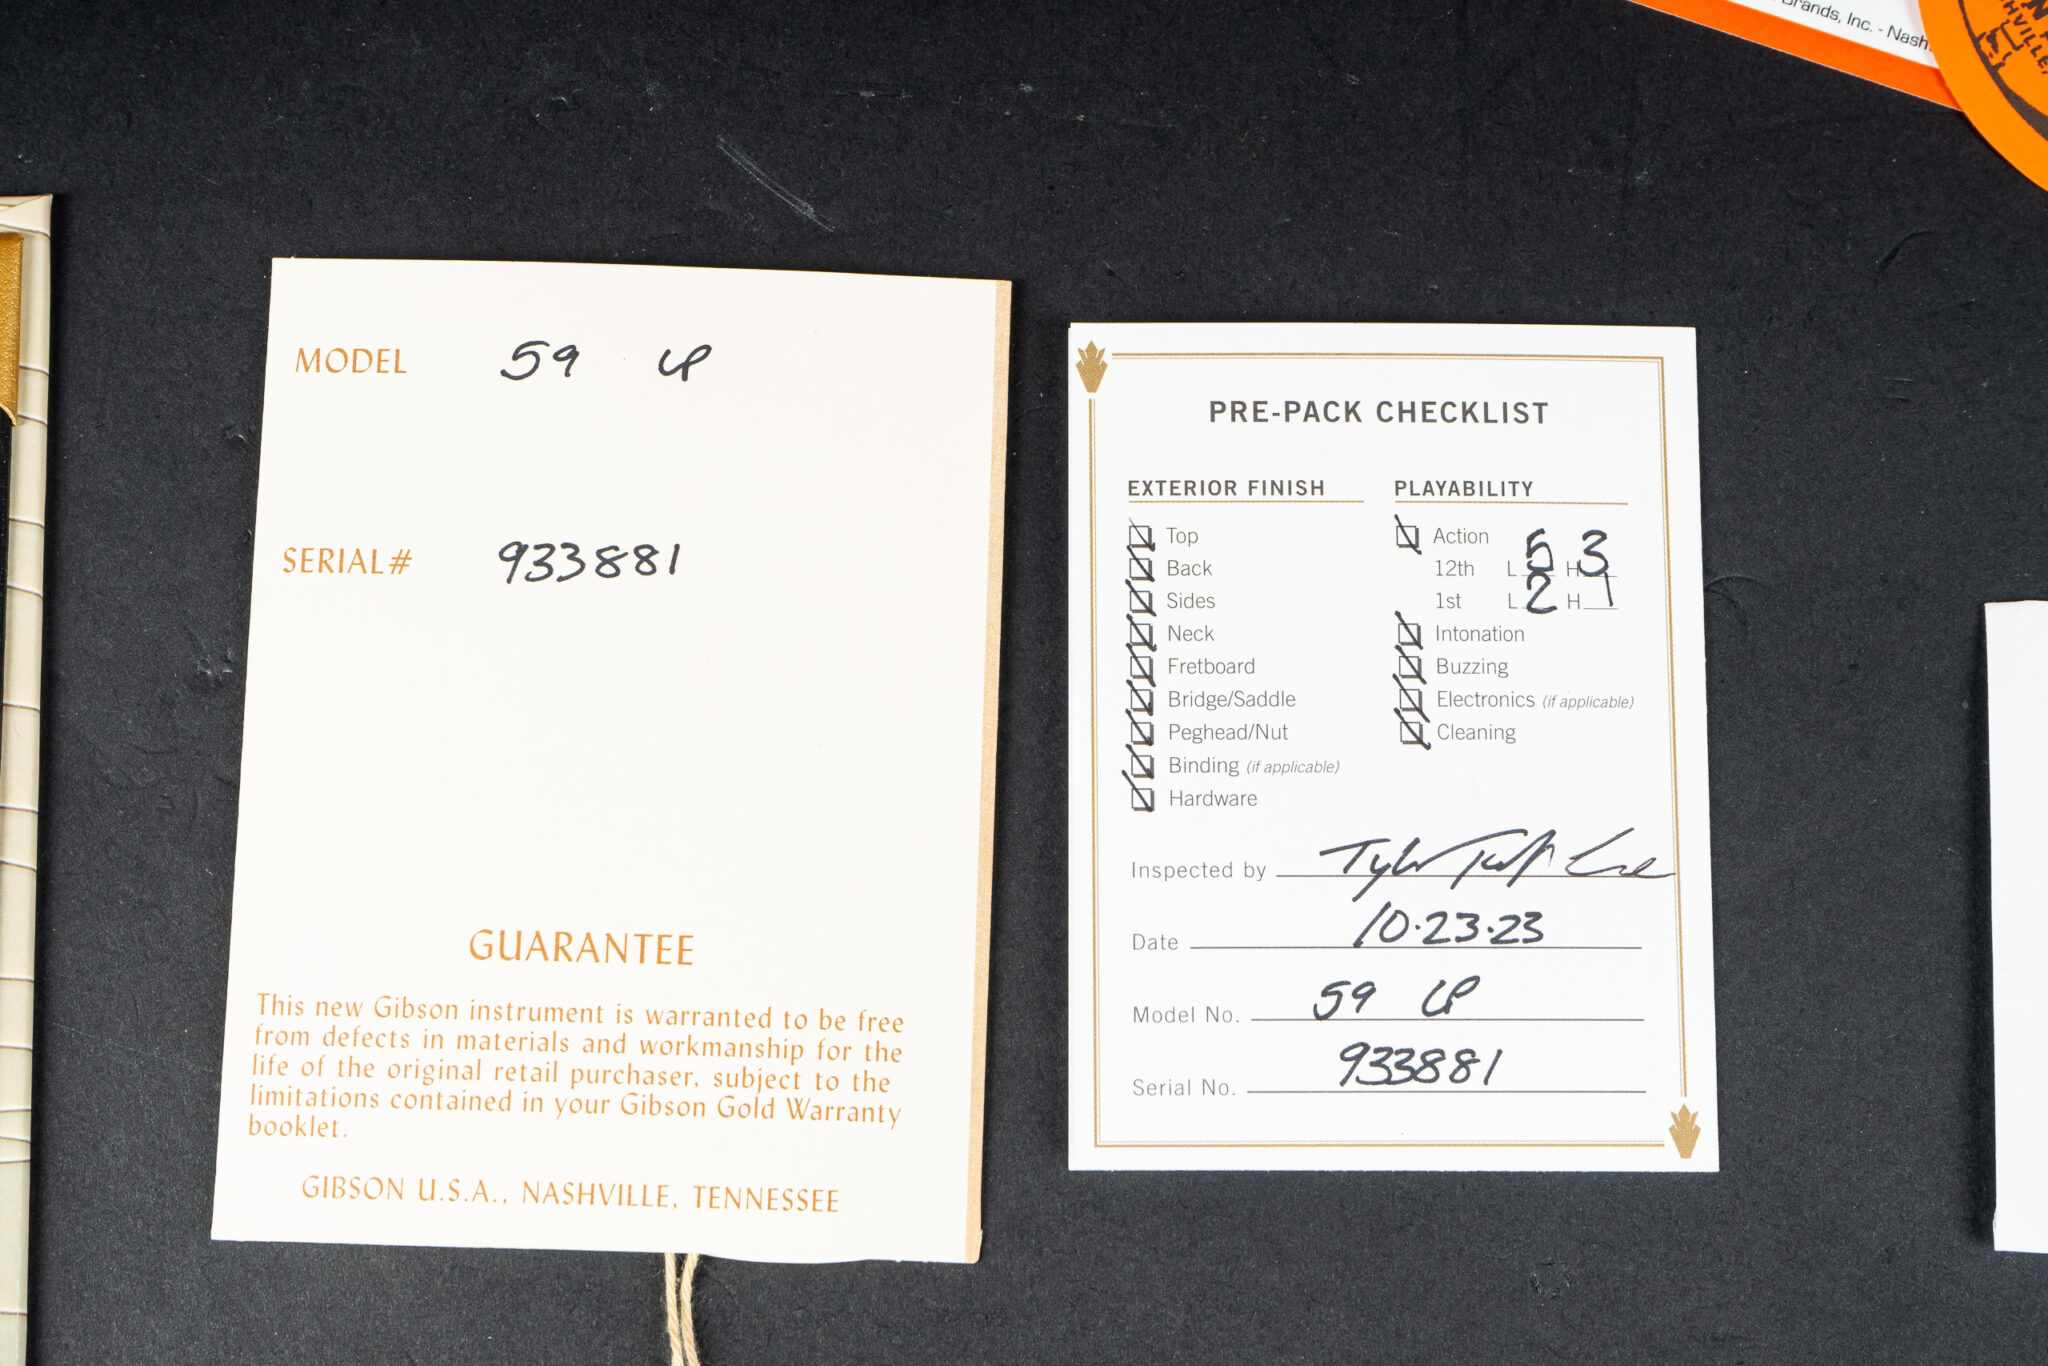 Brands, Inc. - Nash
MODEL 59 LP
SERIAL# 933881
GUARANTEE
This new Gibson instrument is warranted to be free
from defects in materials and workmanship for the
life of the original retail purchaser, subject to the
limitations contained in your Gibson Gold Warranty
booklet.
GIBSON U.S.A., NASHVILLE, TENNESSEE
PRE-PACK CHECKLIST
EXTERIOR FINISH
Top
Back
Sides
Neck
Fretboard
Bridge/Saddle
Peghead/Nut
Binding (if applicable)
Hardware
PLAYABILITY
Action
12th L 5 H 3
1st L 2 H 1
Intonation
Buzzing
Electronics (if applicable)
Cleaning
Inspected by Tyler
Date 10.23.23
Model No. 59 LP
Serial No. 933881